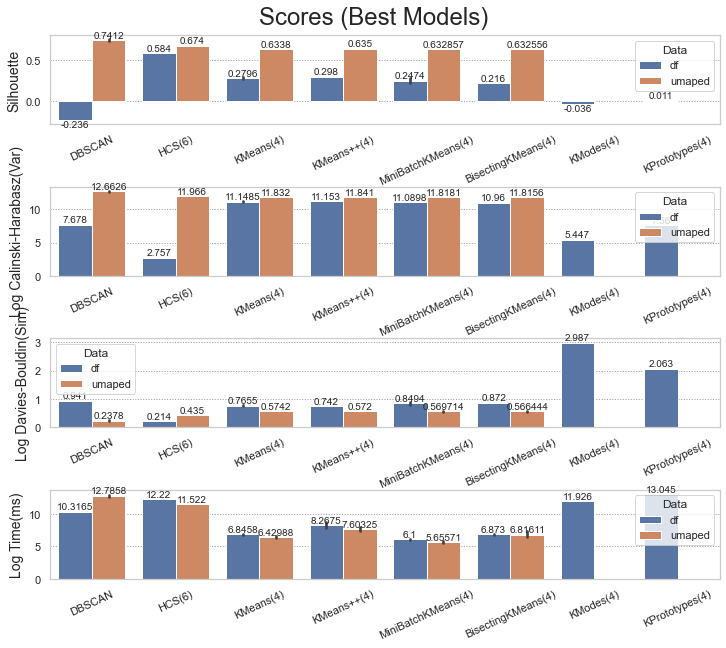 Scores (Best Models)
Silhouette
0.5
0.0
-0.236
0.7412
0.584
0.674
0.2796
0.6338
0.298
0.635
0.2474
0.632857
0.216
0.632556
-0.036
0.011
Data
df
umaped
DBSCAN
HCS(6)
KMeans(4)
KMeans++(4)
MiniBatchKMeans(4)
BisectingKMeans(4)
KModes(4)
KPrototypes(4)
Log Calinski-Harabasz(Var)
10
5
0
7.678
12.6626
2.757
11.966
11.1485
11.832
11.153
11.841
11.0898
11.8181
10.96
11.8156
5.447
Data
df
umaped
DBSCAN
HCS(6)
KMeans(4)
KMeans++(4)
MiniBatchKMeans(4)
BisectingKMeans(4)
KModes(4)
KPrototypes(4)
Log Davies-Bouldin(Sim)
3
2
1
0
Data
df
umaped
0.941
0.2378
0.214
0.435
0.7655
0.5742
0.742
0.572
0.8494
0.569714
0.872
0.566444
2.987
2.063
DBSCAN
HCS(6)
KMeans(4)
KMeans++(4)
MiniBatchKMeans(4)
BisectingKMeans(4)
KModes(4)
KPrototypes(4)
Log Time(ms)
10
5
0
10.3165
12.7858
12.22
11.522
6.8458
6.42988
8.2675
7.60325
6.1
5.65571
6.873
6.81611
11.926
13.045
Data
df
umaped
DBSCAN
HCS(6)
KMeans(4)
KMeans++(4)
MiniBatchKMeans(4)
BisectingKMeans(4)
KModes(4)
KPrototypes(4)